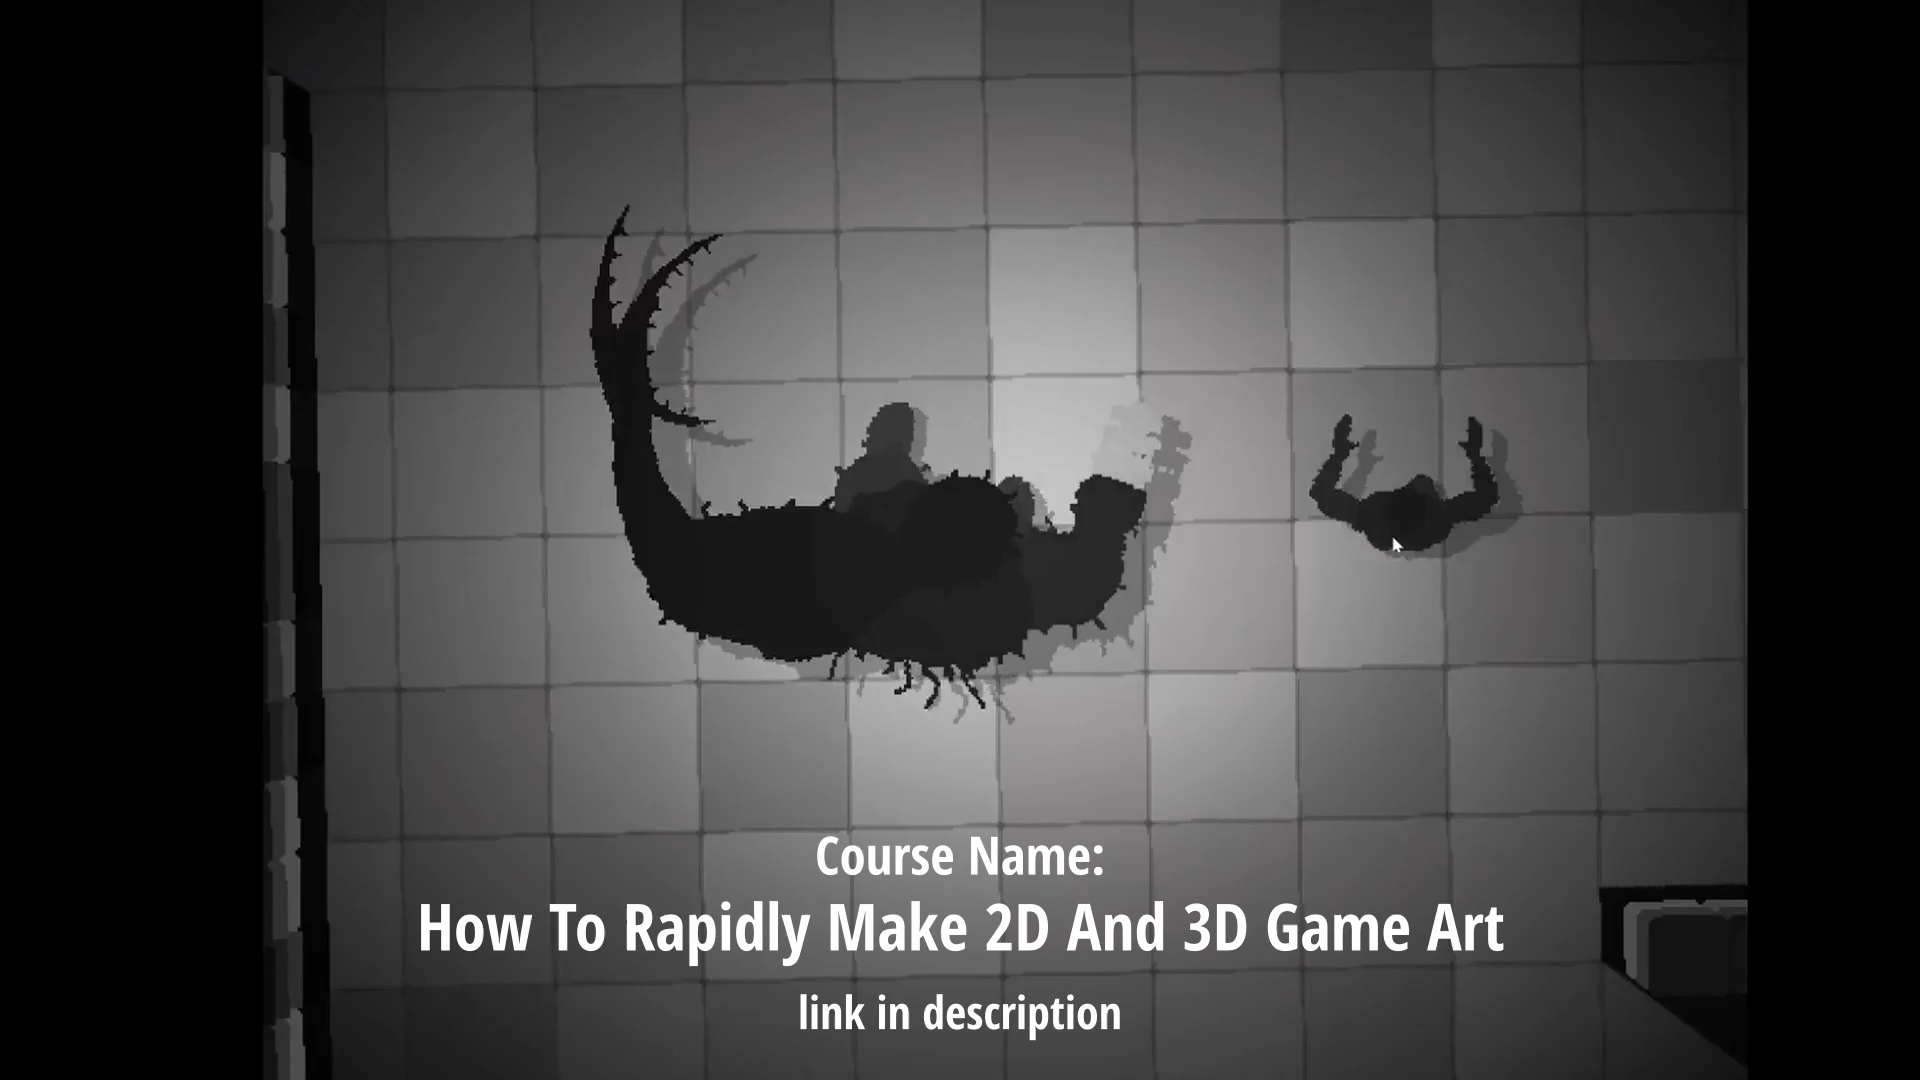 Course Name:
How To Rapidly Make 2D And 3D Game Art
link in description